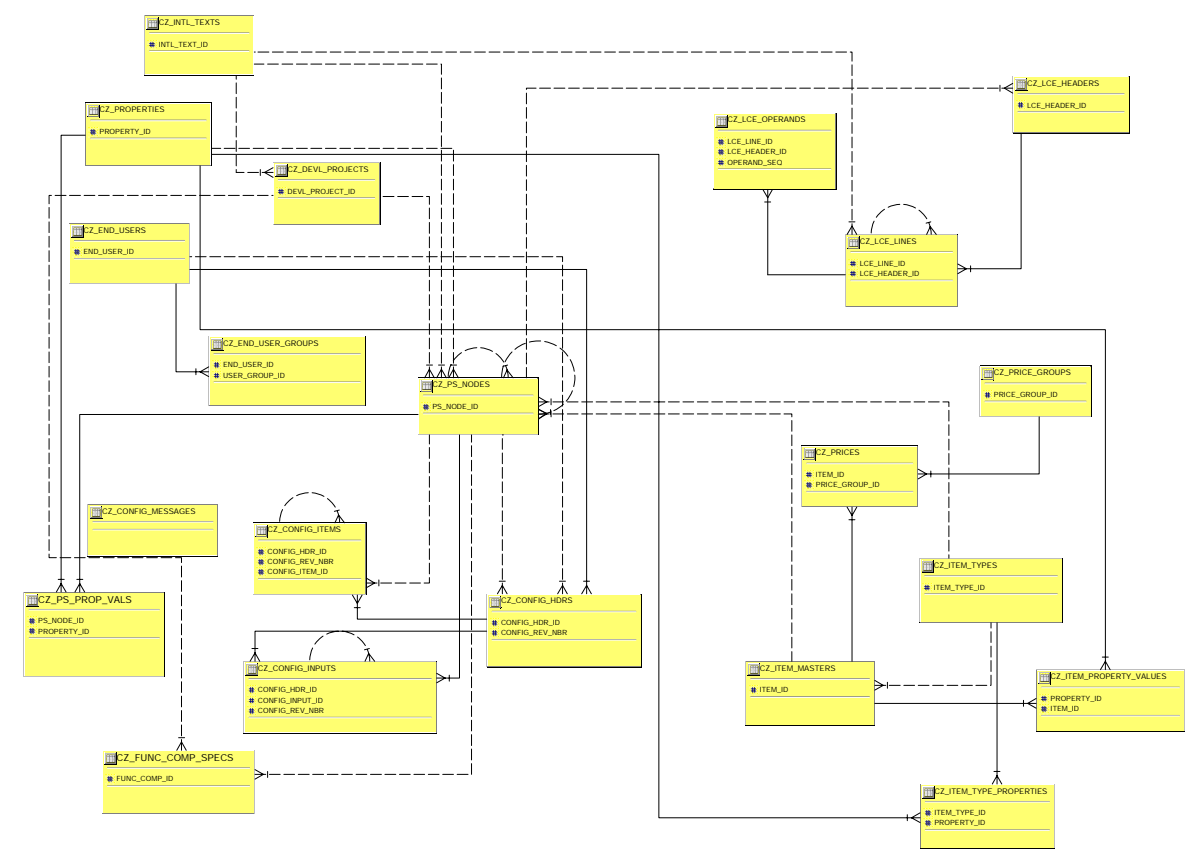 CZ_INTL_TEXTS
# INTL_TEXT_ID
CZ_PROPERTIES
# PROPERTY_ID
CZ_LCE_HEADERS
# LCE_HEADER_ID
CZ_LCE_OPERANDS
# LCE_LINE_ID
# LCE_HEADER_ID
# OPERAND_SEQ
CZ_DEVL_PROJECTS
# DEVL_PROJECT_ID
CZ_END_USERS
# END_USER_ID
CZ_LCE_LINES
# LCE_LINE_ID
# LCE_HEADER_ID
CZ_END_USER_GROUPS
# END_USER_ID
# USER_GROUP_ID
CZ_PS_NODES
# PS_NODE_ID
CZ_PRICE_GROUPS
# PRICE_GROUP_ID
CZ_PRICES
# ITEM_ID
# PRICE_GROUP_ID
CZ_CONFIG_MESSAGES
CZ_CONFIG_ITEMS
# CONFIG_HDR_ID
# CONFIG_REV_NBR
# CONFIG_ITEM_ID
CZ_ITEM_TYPES
# ITEM_TYPE_ID
CZ_PS_PROP_VALS
# PS_NODE_ID
# PROPERTY_ID
CZ_CONFIG_HDRS
# CONFIG_HDR_ID
# CONFIG_REV_NBR
CZ_CONFIG_INPUTS
# CONFIG_HDR_ID
# CONFIG_INPUT_ID
# CONFIG_REV_NBR
CZ_ITEM_MASTERS
# ITEM_ID
CZ_ITEM_PROPERTY_VALUES
# PROPERTY_ID
# ITEM_ID
CZ_FUNC_COMP_SPECS
# FUNC_COMP_ID
CZ_ITEM_TYPE_PROPERTIES
# ITEM_TYPE_ID
# PROPERTY_ID